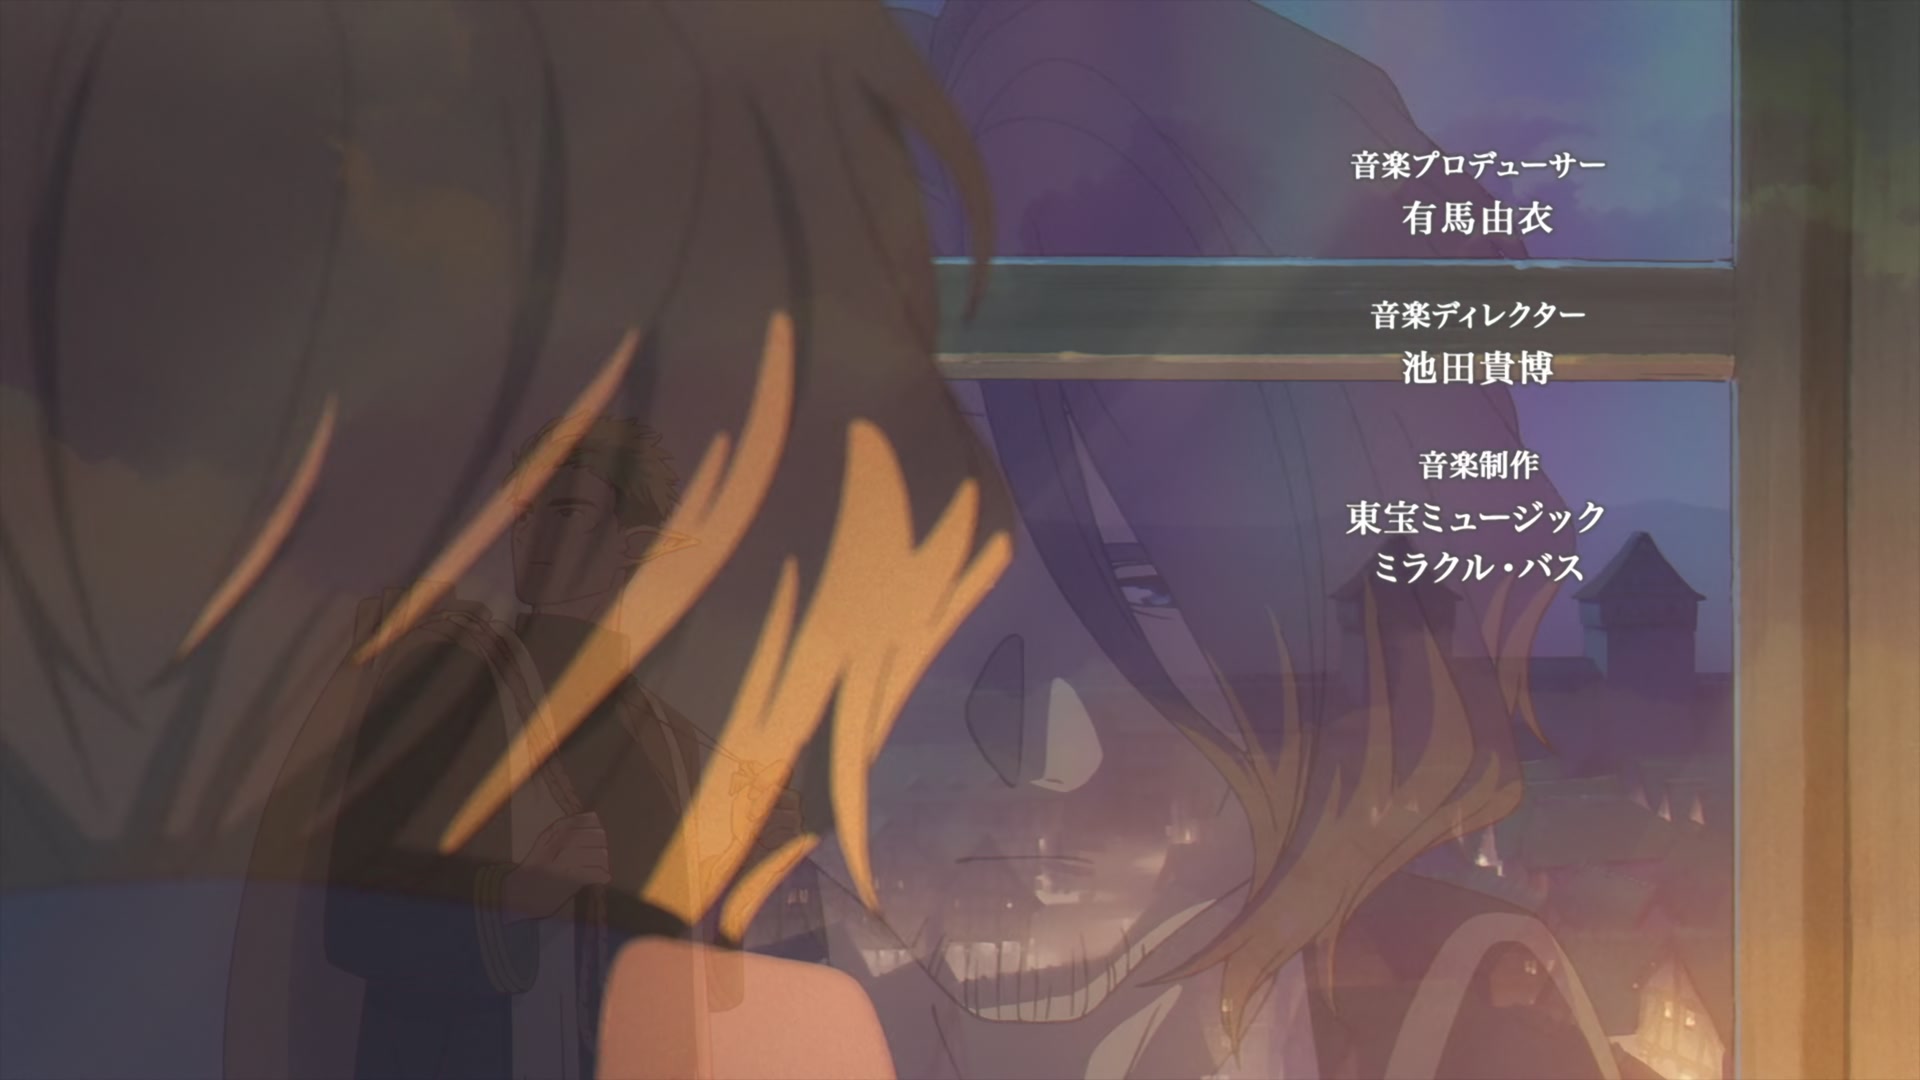 音楽プロデューサー
有馬由衣
音楽ディレクター
池田貴博
音楽制作
東宝ミュージック
ミラクル・バス